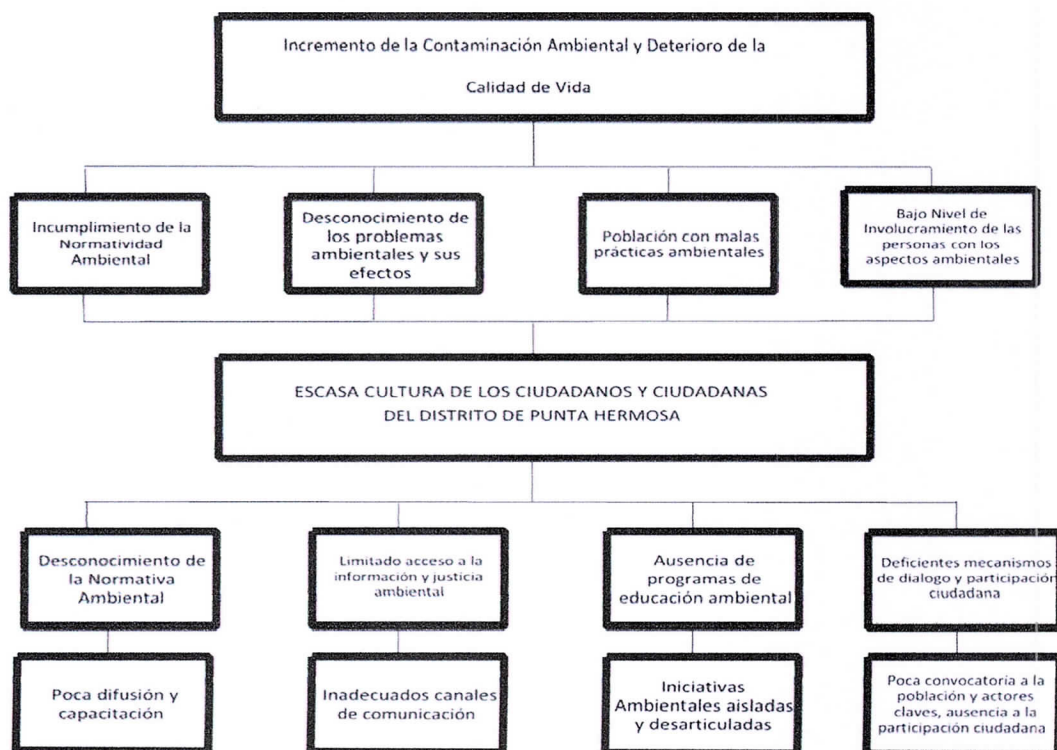 Incremento de la Contaminación Ambiental y Deterioro de la
Calidad de Vida
Incumplimiento de la
Normatividad
Ambiental
Desconocimiento de
los problemas
ambientales y sus
efectos
Población con malas
prácticas ambientales
Bajo Nivel de
Involucramiento de las
personas con los
aspectos ambientales
ESCASA CULTURA DE LOS CIUDADANOS Y CIUDADANAS
DEL DISTRITO DE PUNTA HERMOSA
Desconocimiento de
la Normativa
Ambiental
Limitado acceso a la
información y justicia
ambiental
Ausencia de
programas de
educación ambiental
Deficientes mecanismos
de dialogo y participación
ciudadana
Poca difusión y
capacitación
Inadecuados canales
de comunicación
Iniciativas
Ambientales aisladas
y desarticuladas
Poca convocatoría a la
población y actores
claves, ausencia a la
participación ciudadana